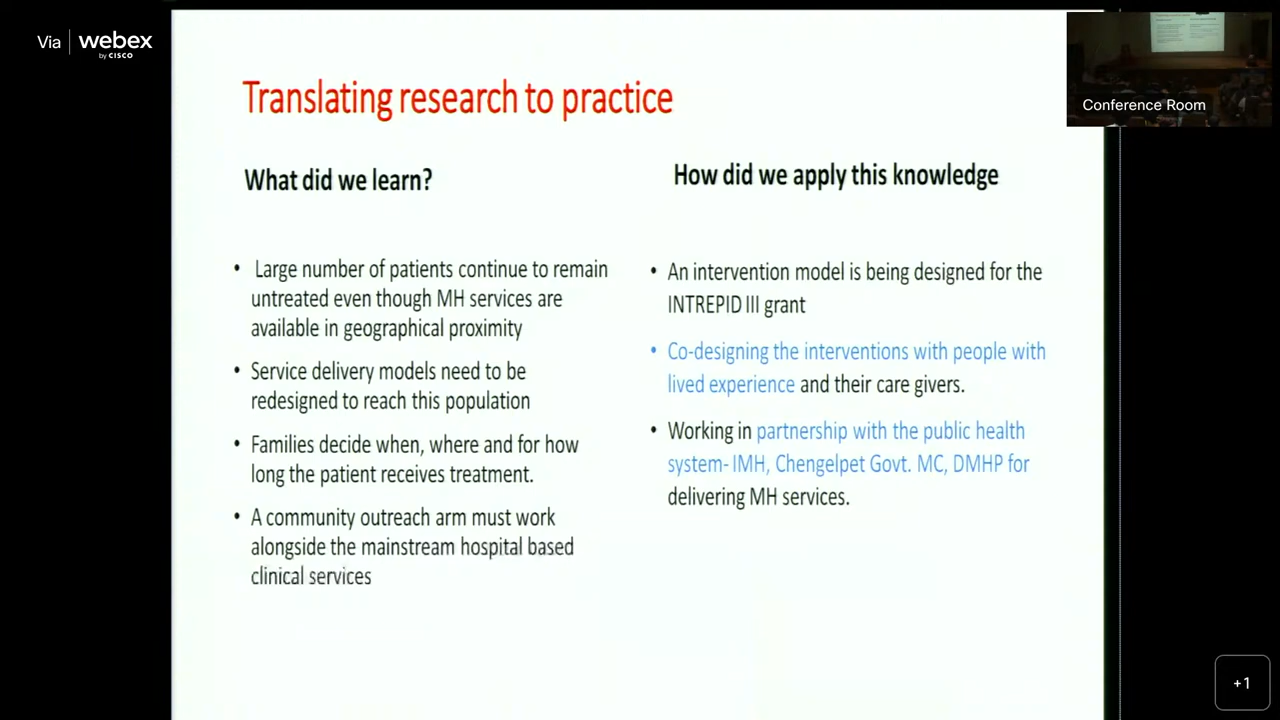 Via
webex
by CISCO
Conference Room
Translating research to practice
What did we learn?
• Large number of patients continue to remain
untreated even though MH services are
available in geographical proximity
• Service delivery models need to be
redesigned to reach this population
• Families decide when, where and for how
long the patient receives treatment.
• A community outreach arm must work
alongside the mainstream hospital based
clinical services
How did we apply this knowledge
• An intervention model is being designed for the
INTREPID III grant
• Co-designing the interventions with people with
lived experience and their care givers.
• Working in partnership with the public health
system- IMH, Chengelpet Govt. MC, DMHP for
delivering MH services.
+1